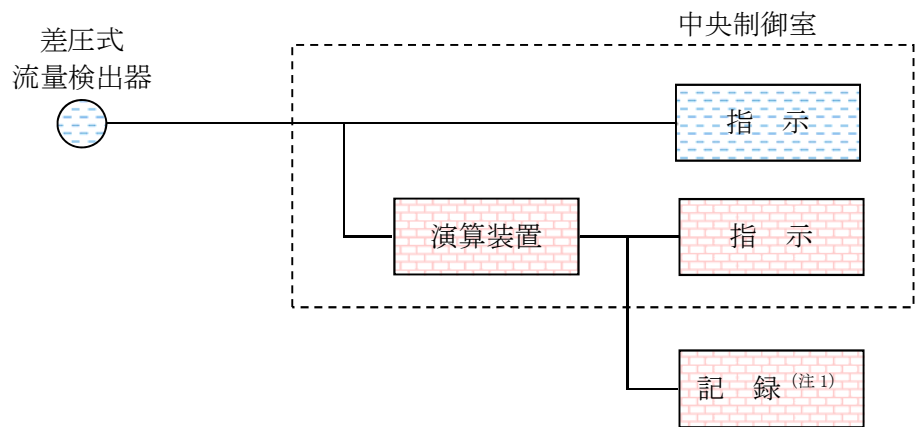 中央制御室
差圧式
流量検出器
指 示
演算装置
指 示
記 録 (注1)